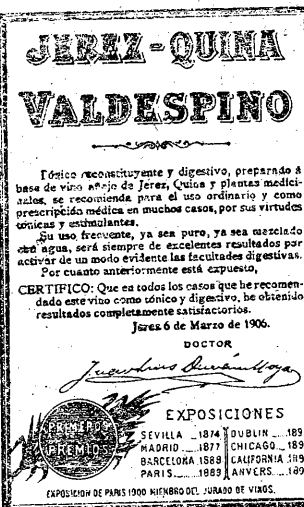 JEREZ-QUINA
VALDESPINO
Tónico reconstituyente y digestivo, preparado á
base de vino añejo de Jerez, Quina y plantas medici-
nales, se recomienda para el uso ordinario y como
prescripción médica en muchos casos, por sus virtudes
tónicas y estimulantes.
Su uso frecuente, ya sea puro, ya sea mezclado
con agua, será siempre de excelentes resultados por
activar de un modo evidente las facultades digestivas.
Por cuanto anteriormente está expuesto,
CERTIFICO: Que en todos los casos que he recomen-
dado este vino como tónico y digestivo, he obtenido
resultados completamente satisfactorios.
Jerez 6 de Marzo de 1906.
DOCTOR
PRIMEROS
PREMIOS
EXPOSICIONES
SEVILLA _ 1874 DUBLIN __ 189
MADRID __ 1877 CHICAGO _ 189
BARCELONA 1888 CALIFORNIA 189
PARIS ____ 1889 ANVERS __ 189
EXPOSICION DE PARIS 1900 MIEMBRO DEL JURADO DE VINOS.